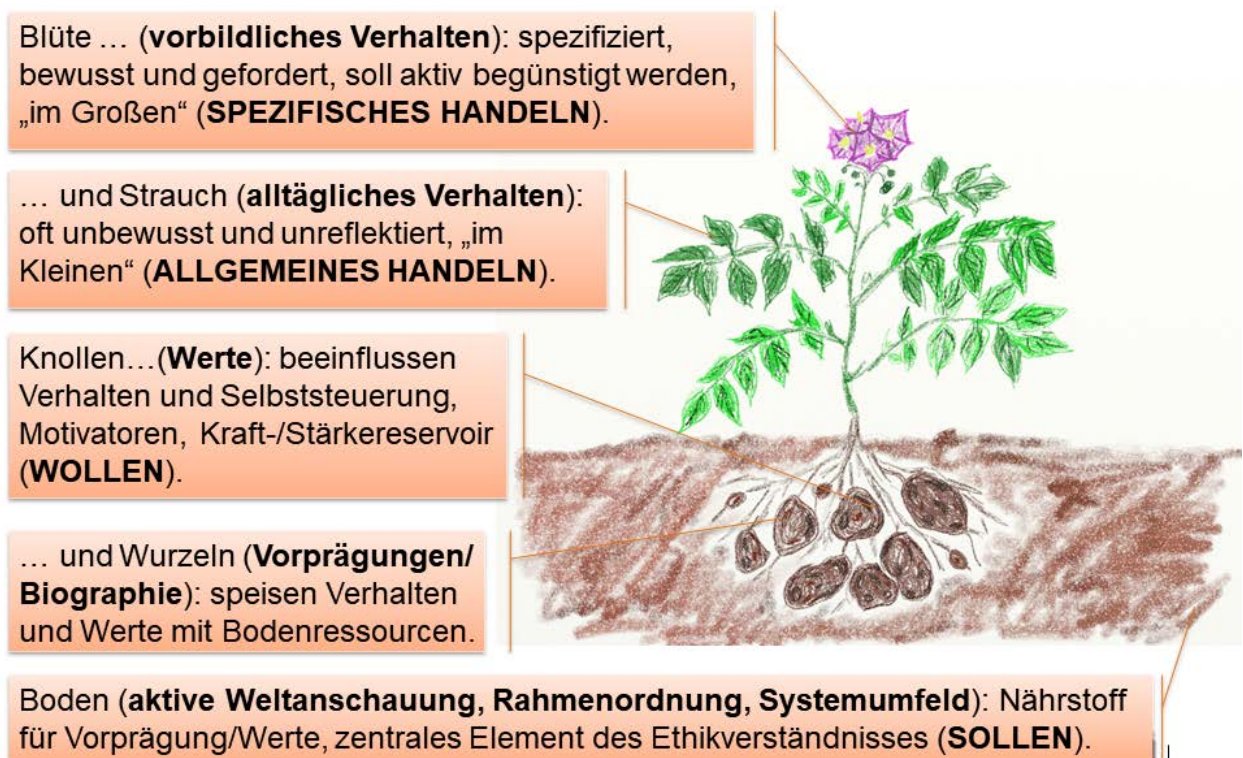 Blüte … (vorbildliches Verhalten): spezifiziert,
bewusst und gefordert, soll aktiv begünstigt werden,
„im Großen“ (SPEZIFISCHES HANDELN).
… und Strauch (alltägliches Verhalten):
oft unbewusst und unreflektiert, „im
Kleinen“ (ALLGEMEINES HANDELN).
Knollen…(Werte): beeinflussen
Verhalten und Selbststeuerung,
Motivatoren, Kraft-/Stärkereservoir
(WOLLEN).
… und Wurzeln (Vorprägungen/
Biographie): speisen Verhalten
und Werte mit Bodenressourcen.
Boden (aktive Weltanschauung, Rahmenordnung, Systemumfeld): Nährstoff
für Vorprägung/Werte, zentrales Element des Ethikverständnisses (SOLLEN).